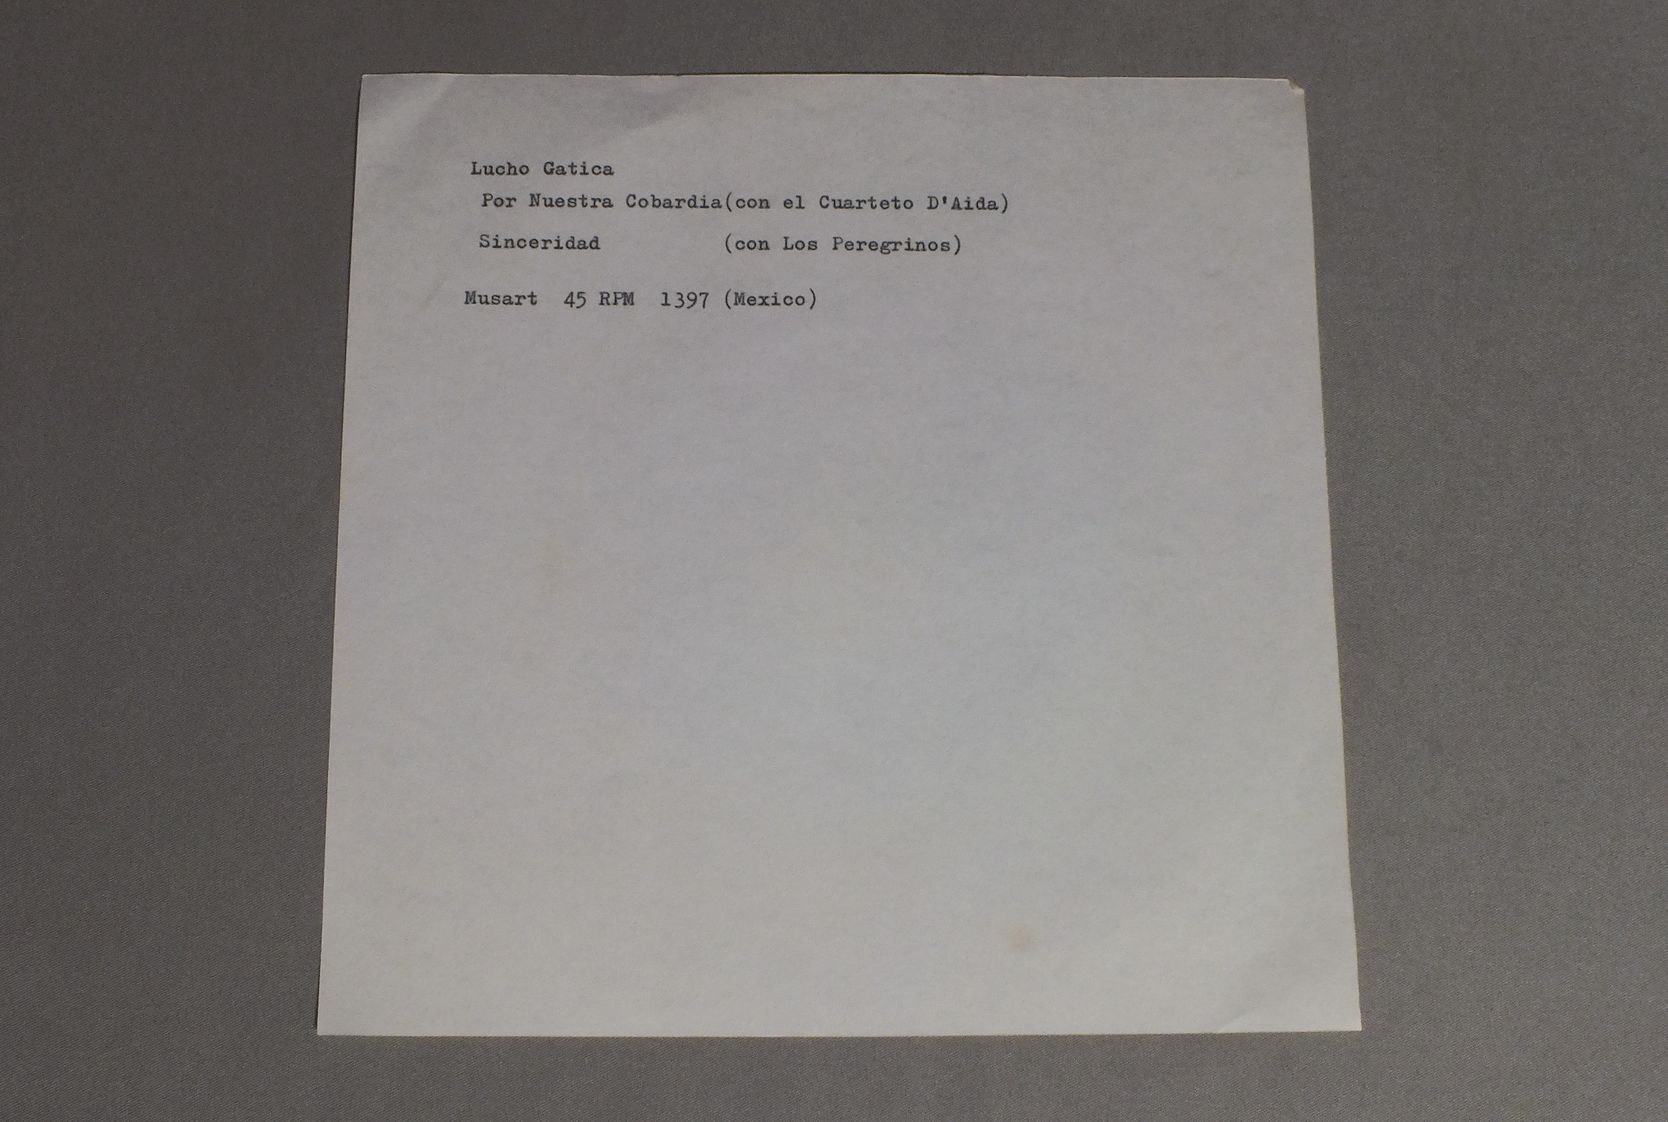 Lucho Gatica
Por Nuestra Cobardia(con el Cuarteto D'Aida)
Sinceridad (con Los Peregrinos)
Musart 45 RPM 1397 (Mexico)